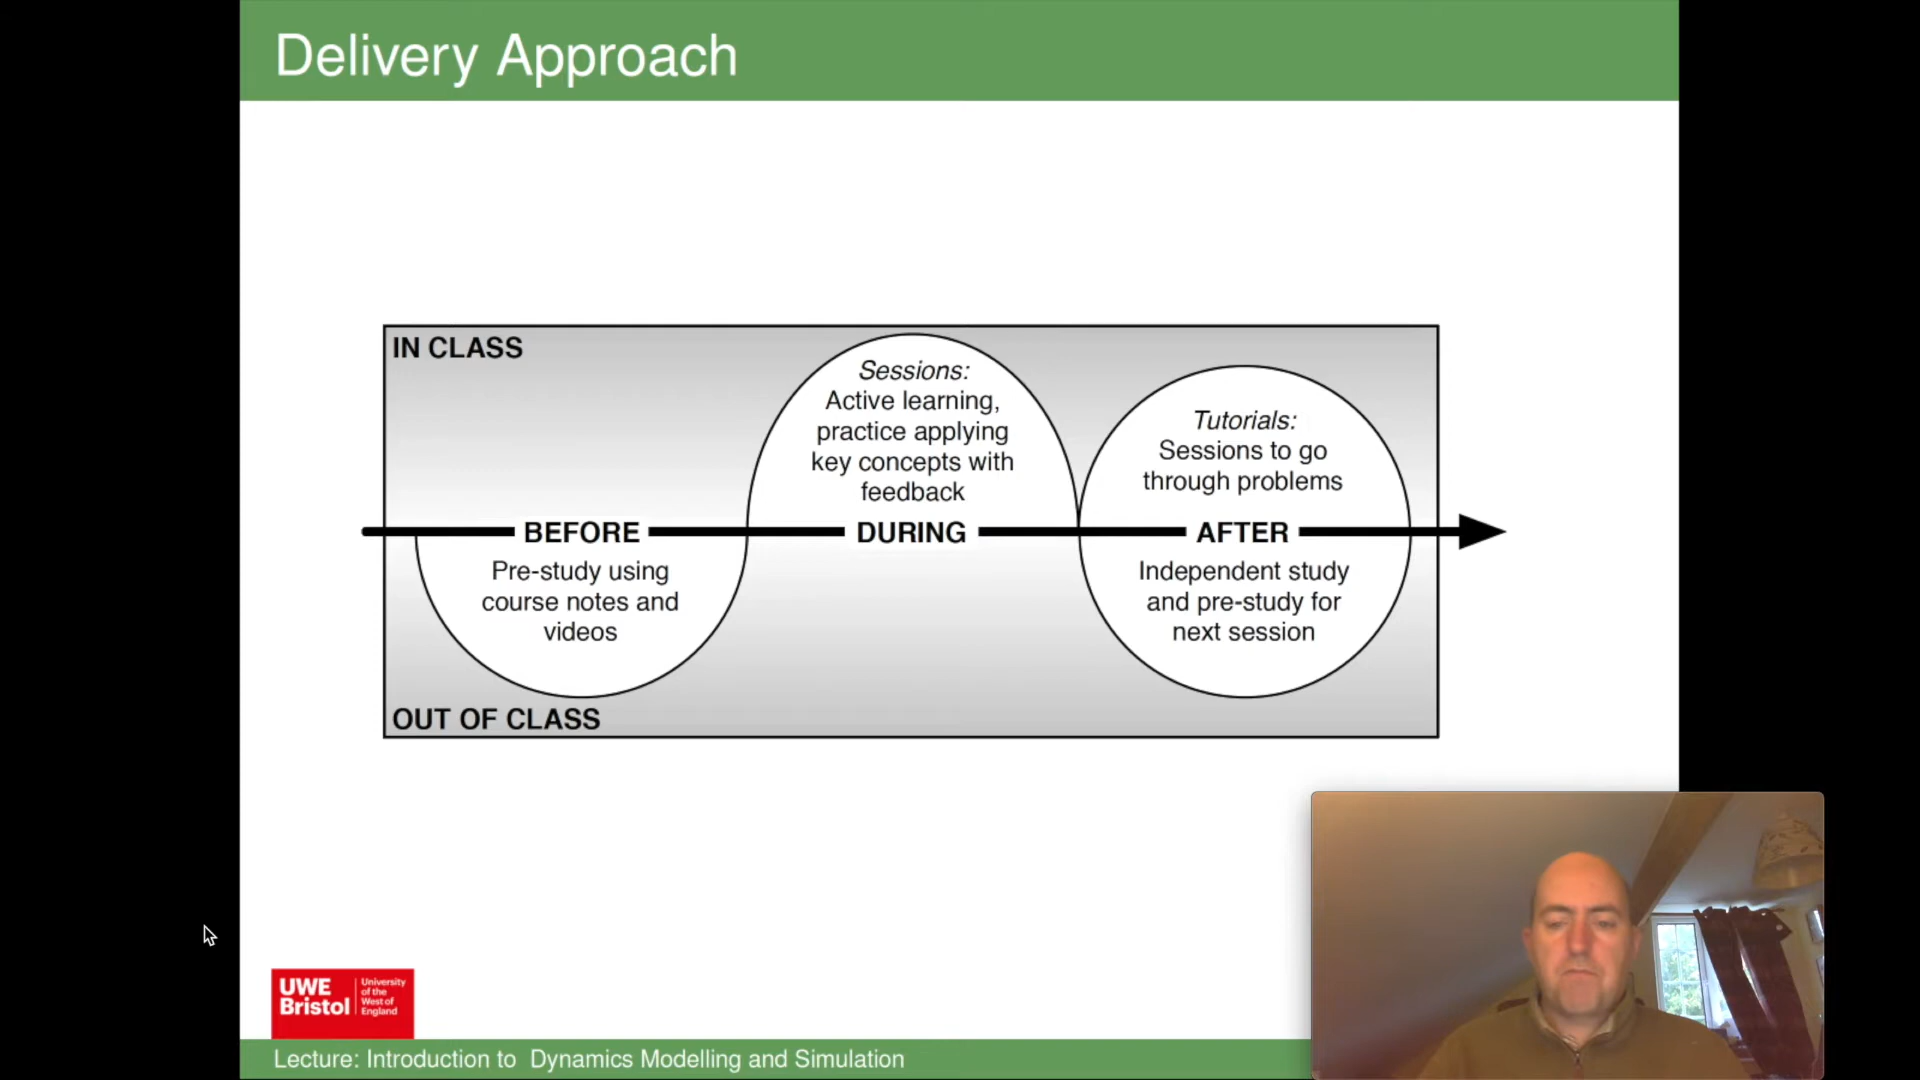 Delivery Approach
IN CLASS
Sessions:
Active learning,
practice applying
key concepts with
feedback
Tutorials:
Sessions to go
through problems
BEFORE
DURING
AFTER
Pre-study using
course notes and
videos
Independent study
and pre-study for
next session
OUT OF CLASS
UWE
Bristol
University
of the
West of
England
Lecture: Introduction to Dynamics Modelling and Simulation